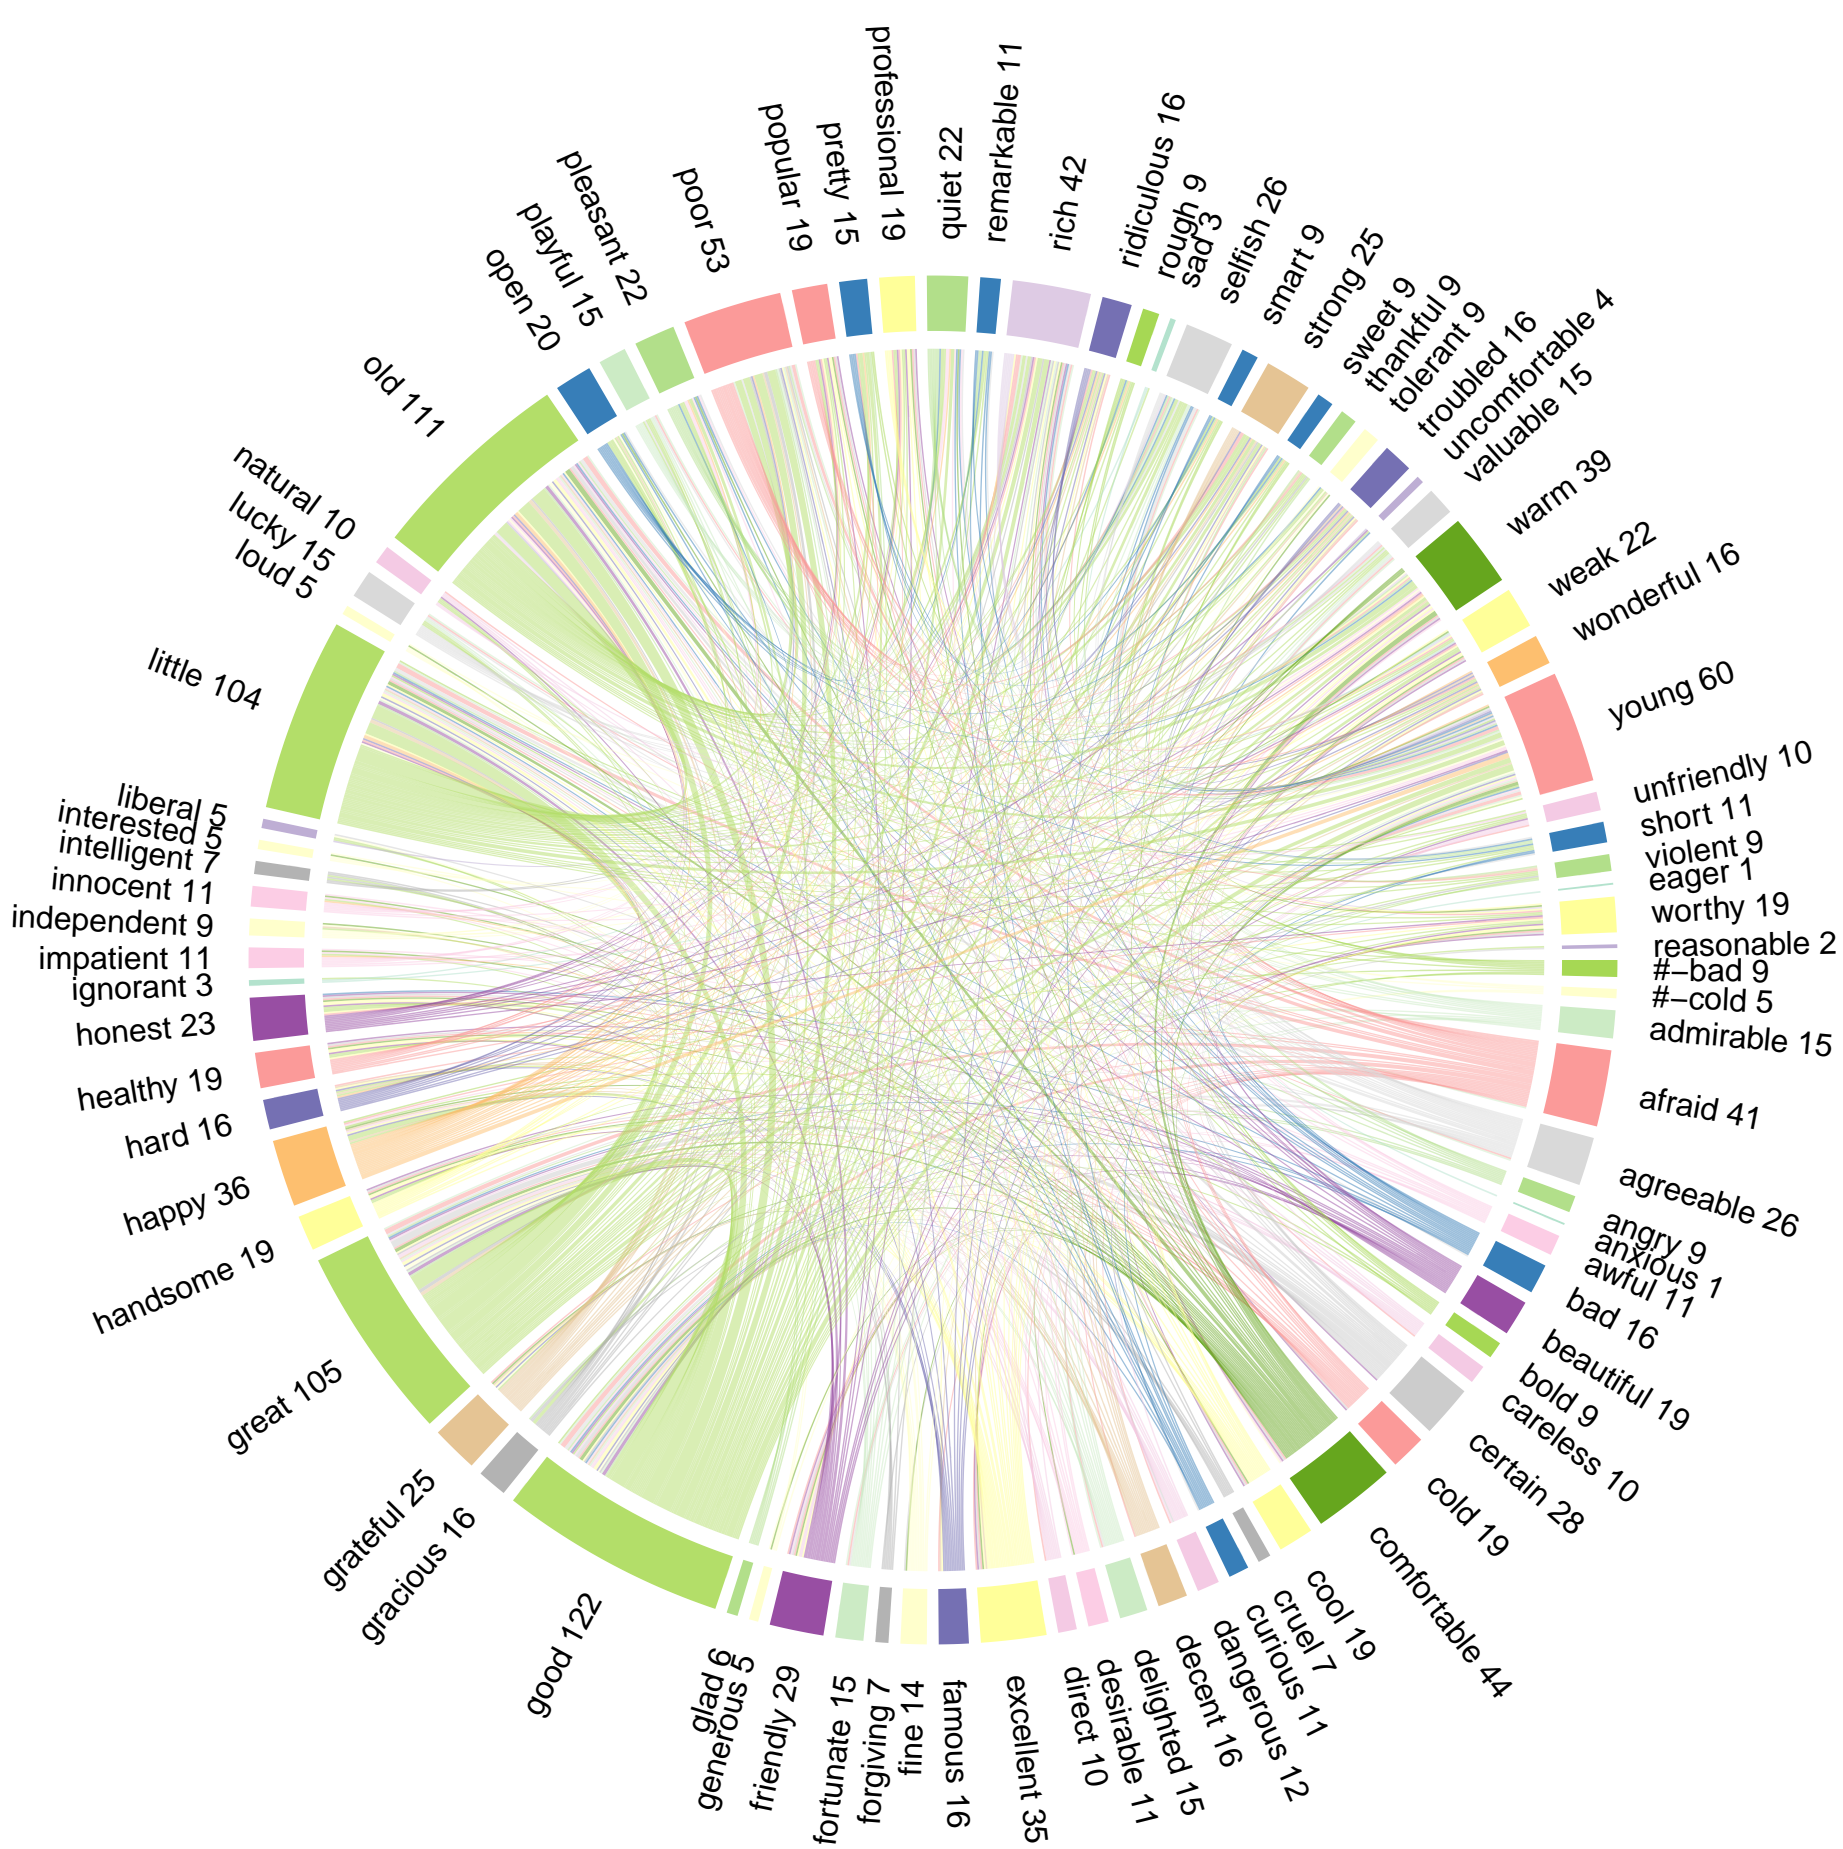 professional 19
quiet 22
remarkable 11
rich 42
ridiculous 16
rough 9
sad 3
selfish 26
smart 9
strong 25
sweet 9
thankful 9
tolerant 9
troubled 16
uncomfortable 4
valuable 15
warm 39
weak 22
wonderful 16
young 60
unfriendly 10
short 11
violent 9
eager 1
worthy 19
reasonable 2
#−bad 9
#−cold 5
admirable 15
afraid 41
agreeable 26
angry 9
anxious 1
awful 11
bad 16
beautiful 19
bold 9
careless 10
certain 28
cold 19
comfortable 44
cool 19
cruel 7
curious 11
dangerous 12
decent 16
delighted 15
desirable 11
direct 10
excellent 35
famous 16
fine 14
forgiving 7
fortunate 15
friendly 29
generous 5
glad 6
good 122
gracious 16
grateful 25
great 105
handsome 19
happy 36
hard 16
healthy 19
honest 23
ignorant 3
impatient 11
independent 9
innocent 11
intelligent 7
interested 5
liberal 5
little 104
loud 5
lucky 15
natural 10
old 111
open 20
playful 15
pleasant 22
poor 53
popular 19
pretty 15